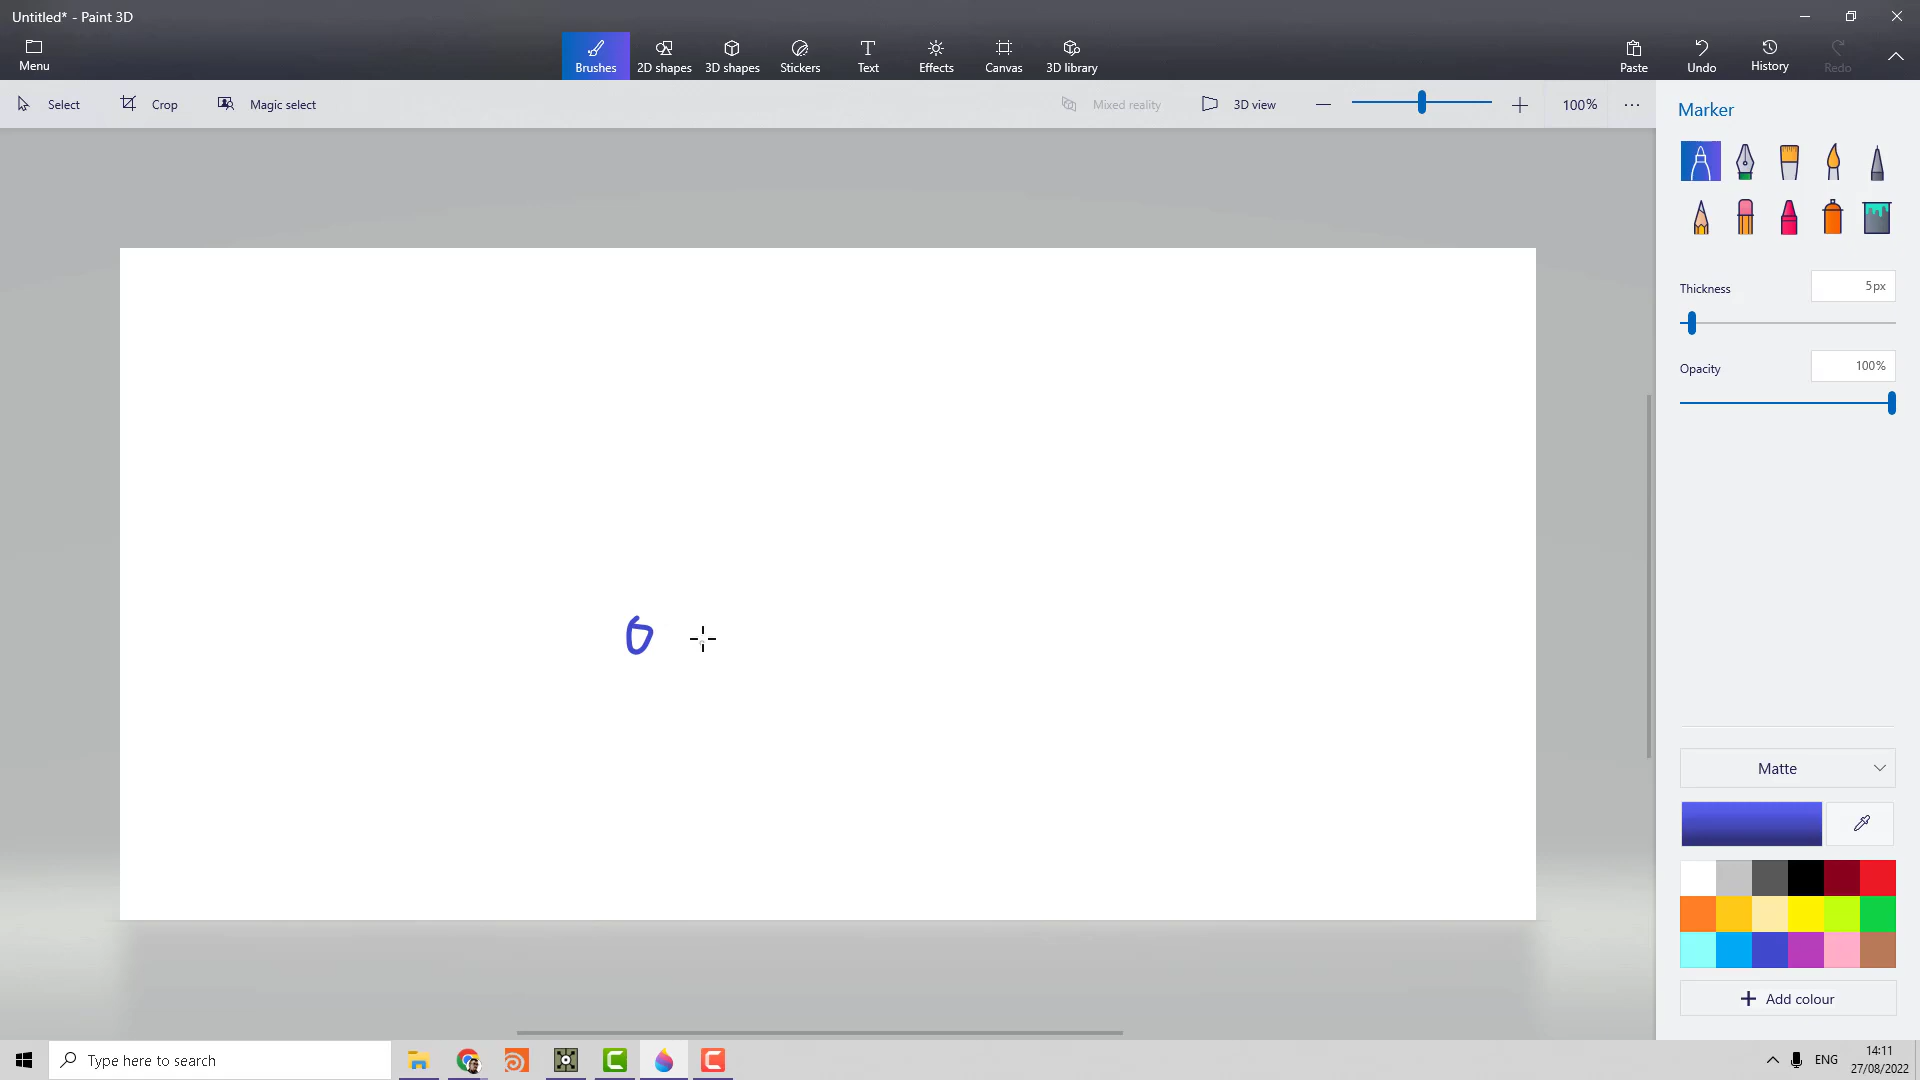 Untitled* - Paint 3D
Menu
Brushes 2D shapes 3D shapes Stickers Text Effects Canvas 3D library
Paste Undo History Redo
Select Crop Magic select Mixed reality 3D view 100%
Marker
Thickness 5px
Opacity 100%
0
Matte
Add colour
Type here to search
ENG
14:11
27/08/2022